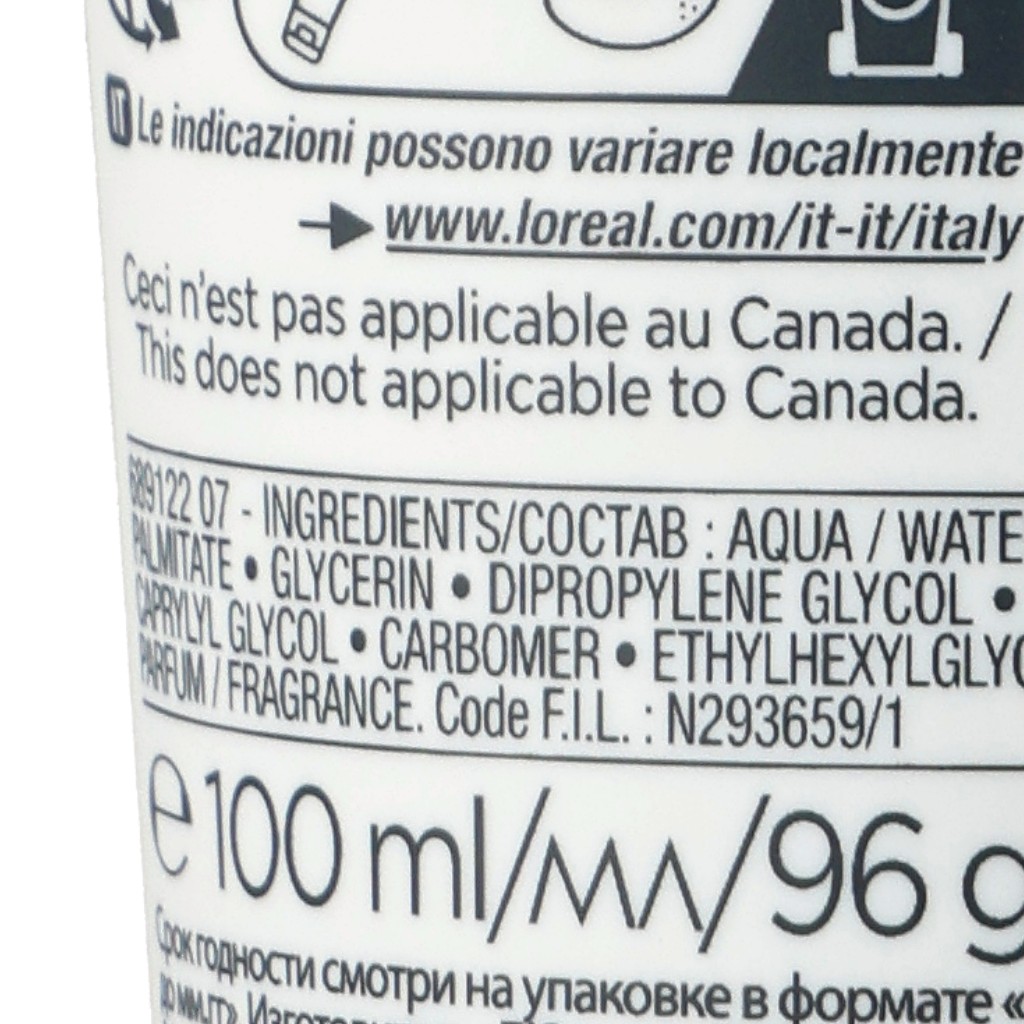 IT Le indicazioni possono variare localmente
www.loreal.com/it-it/italy
Ceci n'est pas applicable au Canada. /
This does not applicable to Canada.
689122 07 - INGREDIENTS/СОСТАВ : AQUA / WATE
PALMITATE • GLYCERIN • DIPROPYLENE GLYCOL •
CAPRYLYL GLYCOL • CARBOMER • ETHYLHEXYLGLYC
PARFUM / FRAGRANCE. Code F.I.L. : N293659/1
e 100 ml/мл/96 g
Срок годности смотри на упаковке в формате «